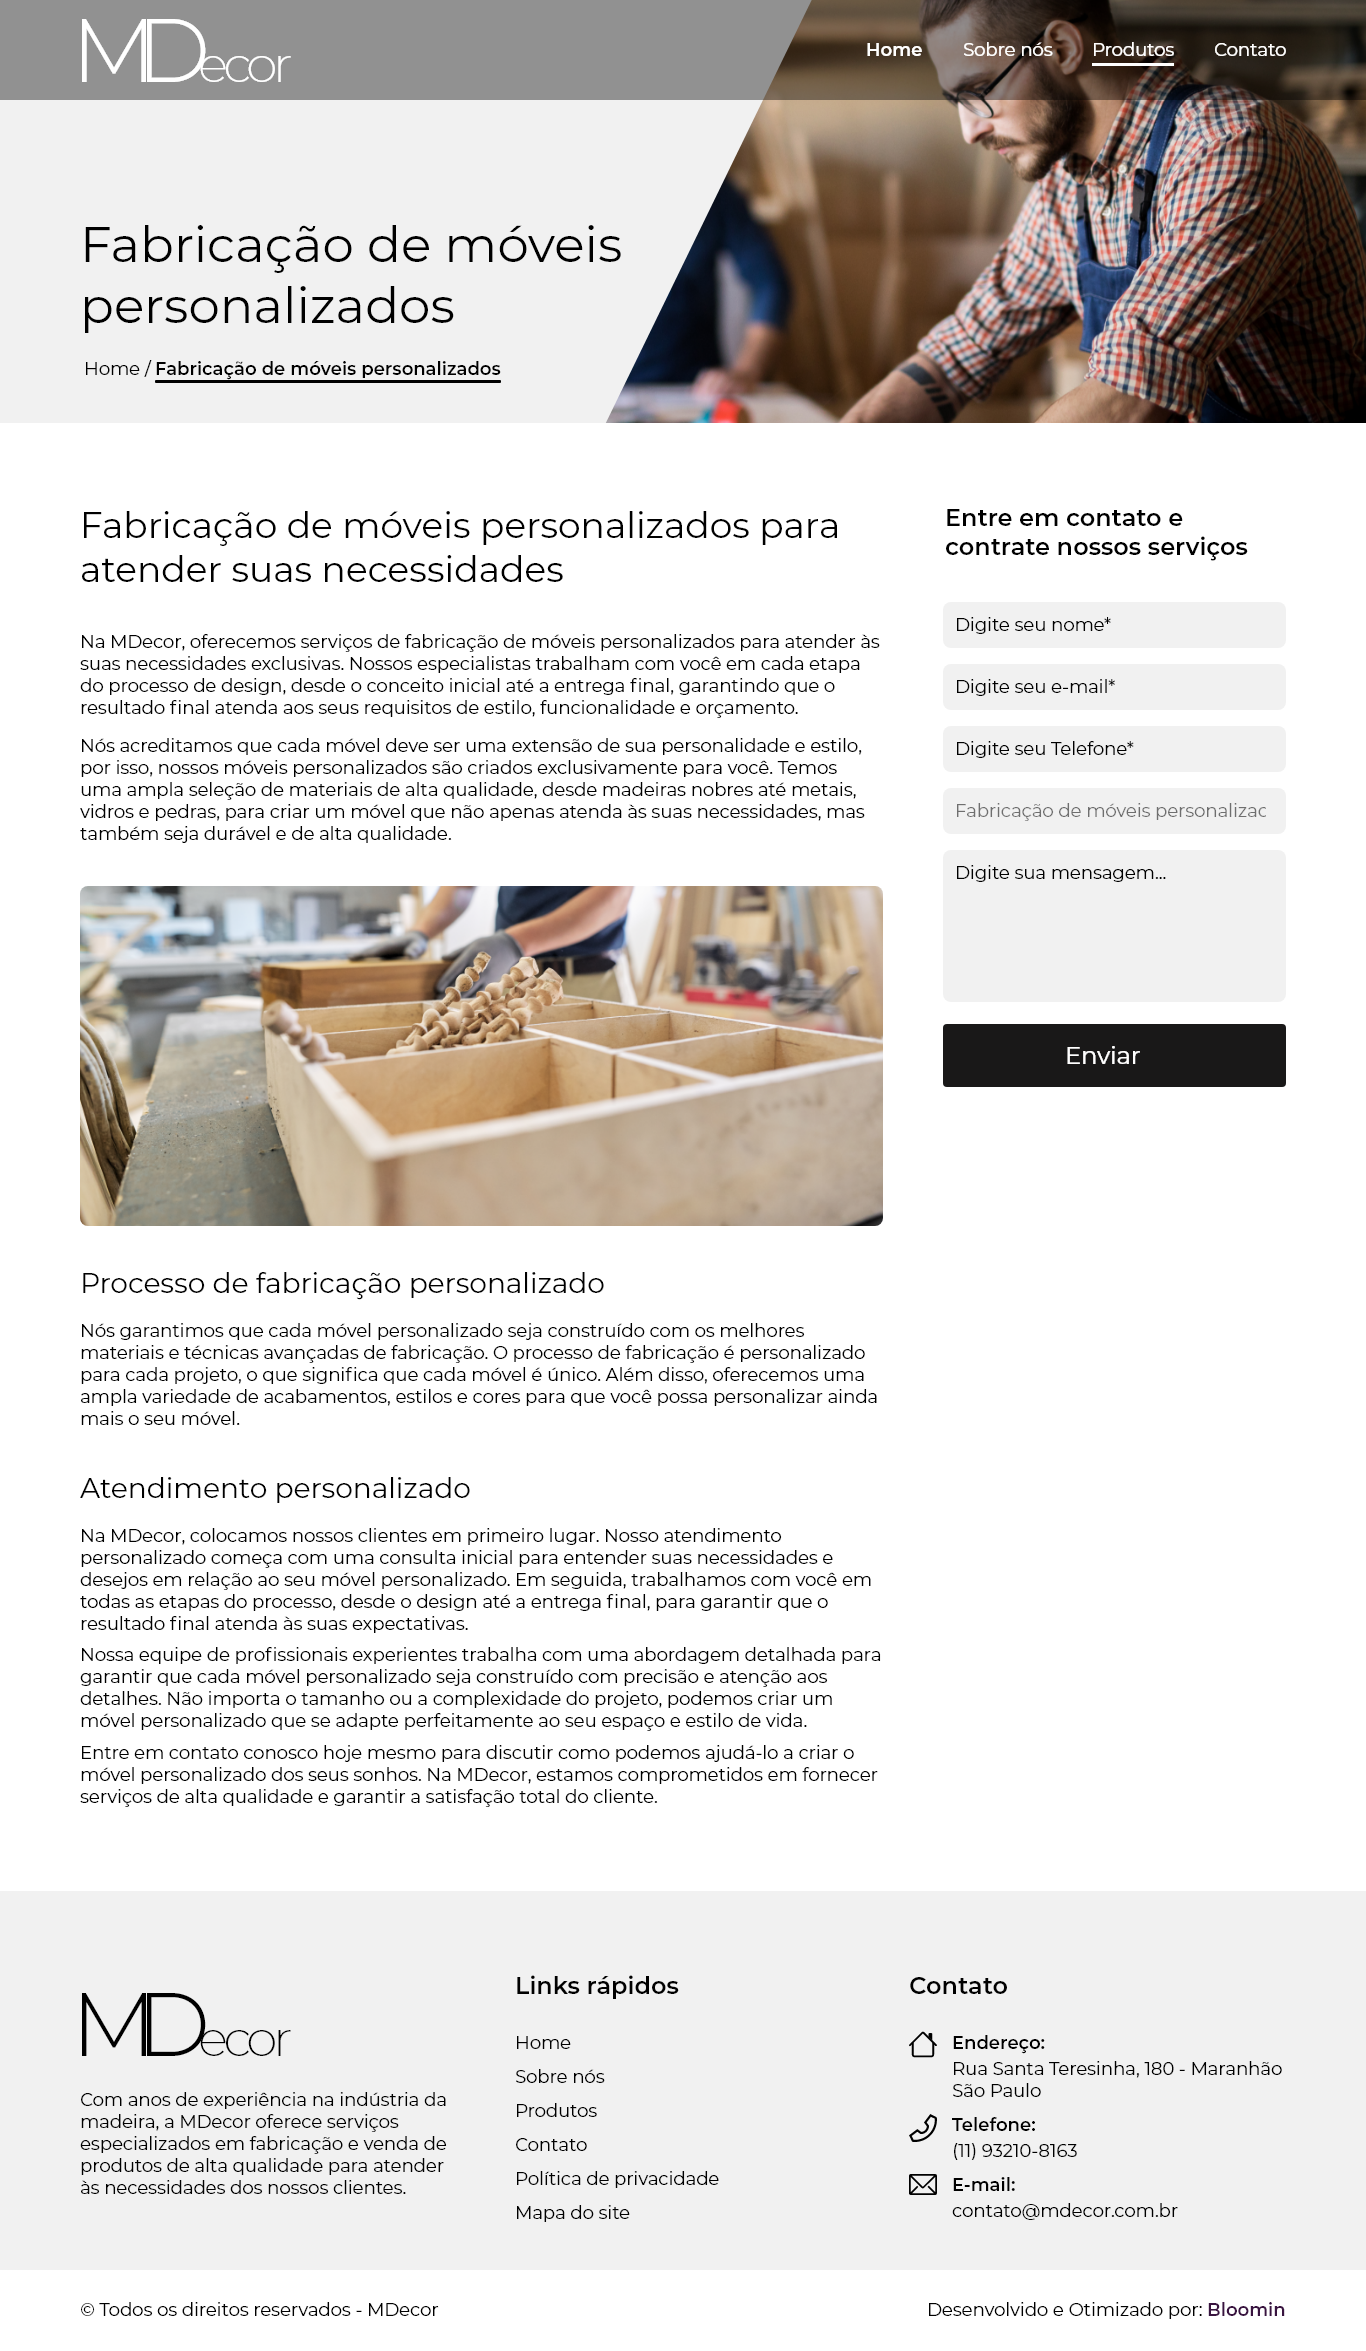 MDecor
Home Sobre nós Produtos Contato
Fabricação de móveis
personalizados
Home / Fabricação de móveis personalizados
Fabricação de móveis personalizados para
atender suas necessidades
Na MDecor, oferecemos serviços de fabricação de móveis personalizados para atender às
suas necessidades exclusivas. Nossos especialistas trabalham com você em cada etapa
do processo de design, desde o conceito inicial até a entrega final, garantindo que o
resultado final atenda aos seus requisitos de estilo, funcionalidade e orçamento.
Nós acreditamos que cada móvel deve ser uma extensão de sua personalidade e estilo,
por isso, nossos móveis personalizados são criados exclusivamente para você. Temos
uma ampla seleção de materiais de alta qualidade, desde madeiras nobres até metais,
vidros e pedras, para criar um móvel que não apenas atenda às suas necessidades, mas
também seja durável e de alta qualidade.
Processo de fabricação personalizado
Nós garantimos que cada móvel personalizado seja construído com os melhores
materiais e técnicas avançadas de fabricação. O processo de fabricação é personalizado
para cada projeto, o que significa que cada móvel é único. Além disso, oferecemos uma
ampla variedade de acabamentos, estilos e cores para que você possa personalizar ainda
mais o seu móvel.
Atendimento personalizado
Na MDecor, colocamos nossos clientes em primeiro lugar. Nosso atendimento
personalizado começa com uma consulta inicial para entender suas necessidades e
desejos em relação ao seu móvel personalizado. Em seguida, trabalhamos com você em
todas as etapas do processo, desde o design até a entrega final, para garantir que o
resultado final atenda às suas expectativas.
Nossa equipe de profissionais experientes trabalha com uma abordagem detalhada para
garantir que cada móvel personalizado seja construído com precisão e atenção aos
detalhes. Não importa o tamanho ou a complexidade do projeto, podemos criar um
móvel personalizado que se adapte perfeitamente ao seu espaço e estilo de vida.
Entre em contato conosco hoje mesmo para discutir como podemos ajudá-lo a criar o
móvel personalizado dos seus sonhos. Na MDecor, estamos comprometidos em fornecer
serviços de alta qualidade e garantir a satisfação total do cliente.
Entre em contato e
contrate nossos serviços
Digite seu nome*
Digite seu e-mail*
Digite seu Telefone*
Fabricação de móveis personalizac
Digite sua mensagem...
Enviar
MDecor
Com anos de experiência na indústria da
madeira, a MDecor oferece serviços
especializados em fabricação e venda de
produtos de alta qualidade para atender
às necessidades dos nossos clientes.
Links rápidos
Home
Sobre nós
Produtos
Contato
Política de privacidade
Mapa do site
Contato
Endereço:
Rua Santa Teresinha, 180 - Maranhão
São Paulo
Telefone:
(11) 93210-8163
E-mail:
contato@mdecor.com.br
© Todos os direitos reservados - MDecor
Desenvolvido e Otimizado por: Bloomin